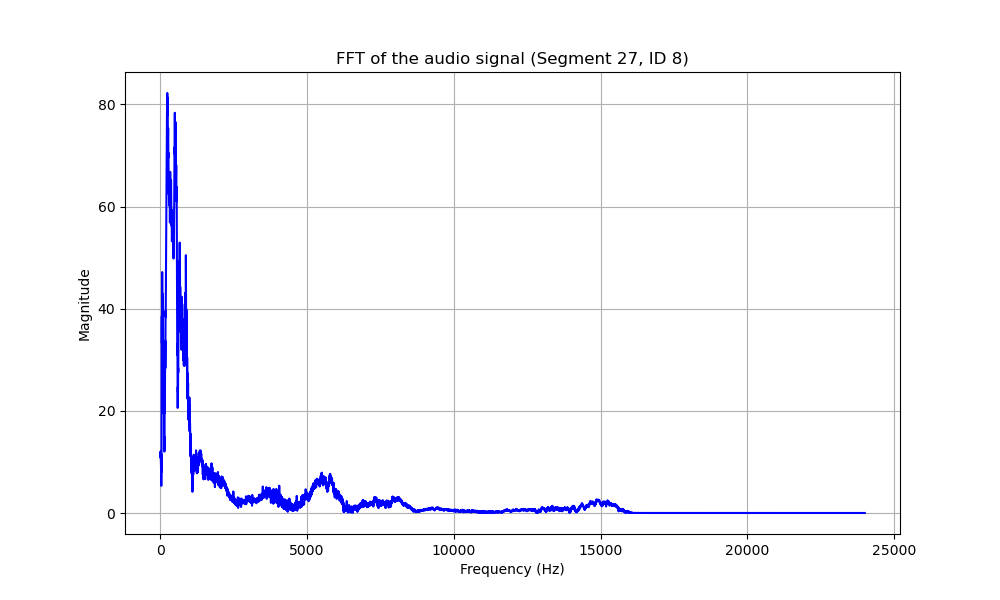 FFT of the audio signal (Segment 27, ID 8)
Magnitude
80
60
40
20
0
0 5000 10000 15000 20000 25000
Frequency (Hz)